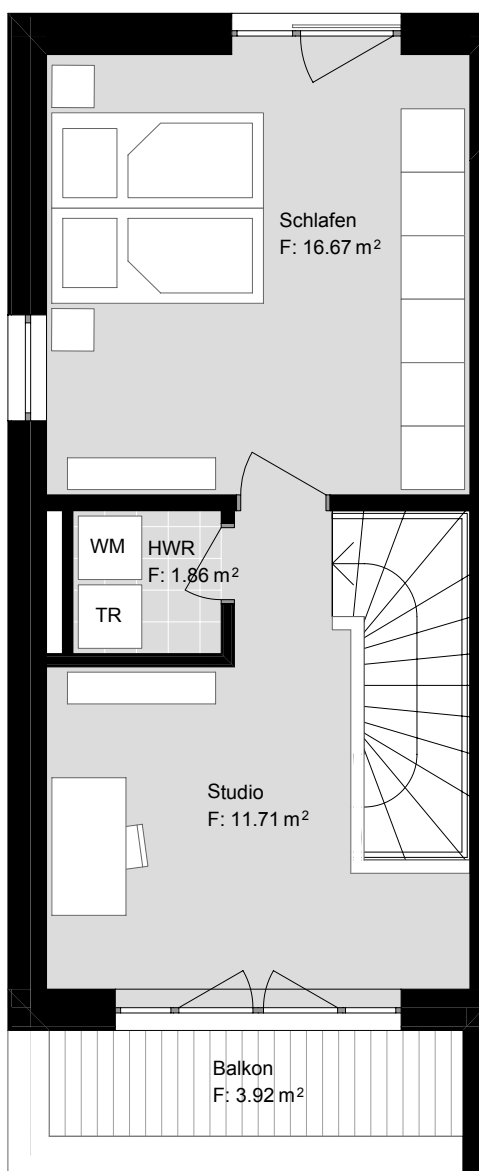 Schlafen
F: 16.67 m²
WM
HWR
F: 1.86 m²
TR
Studio
F: 11.71 m²
Balkon
F: 3.92 m²